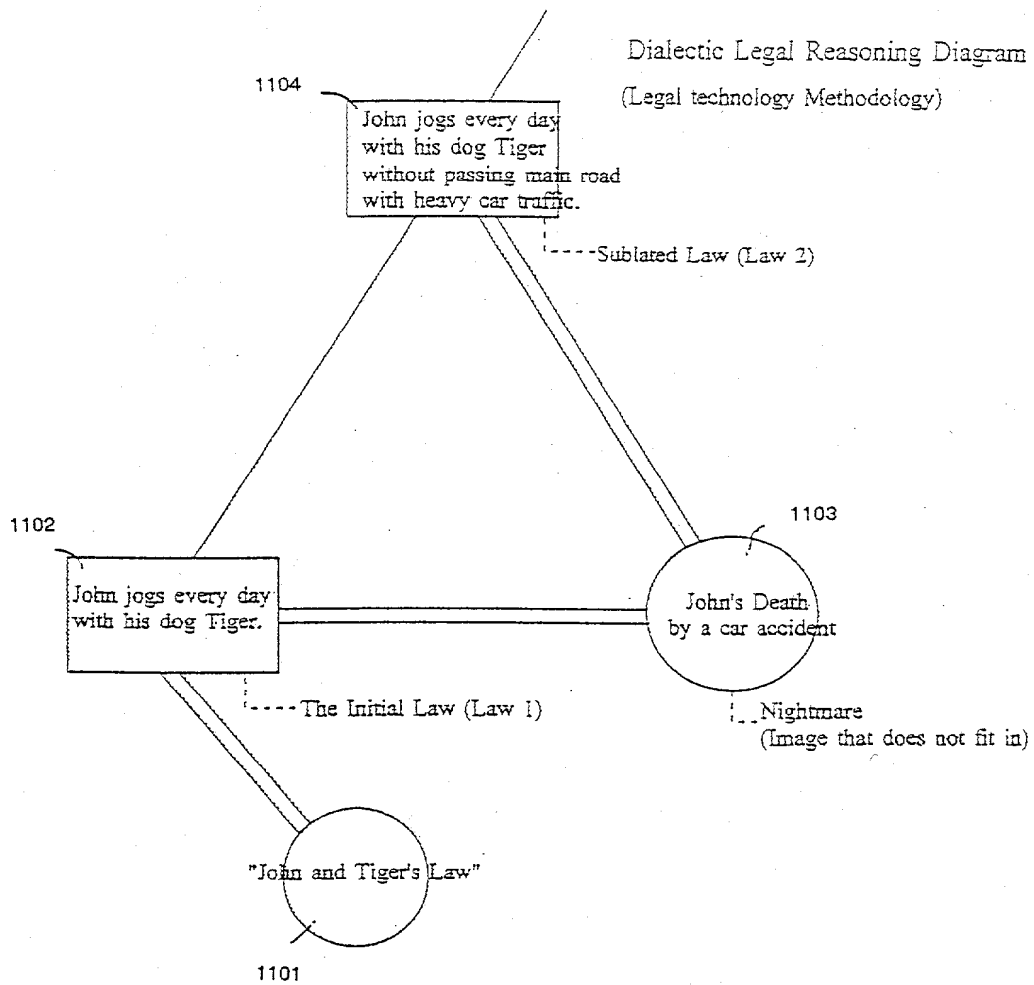 Dialectic Legal Reasoning Diagram
(Legal technology Methodology)
1104
John jogs every day
with his dog Tiger
without passing main road
with heavy car traffic.
Sublated Law (Law 2)
1102
John jogs every day
with his dog Tiger.
The Initial Law (Law 1)
1103
John's Death
by a car accident
Nightmare
(Image that does not fit in)
"John and Tiger's Law"
1101